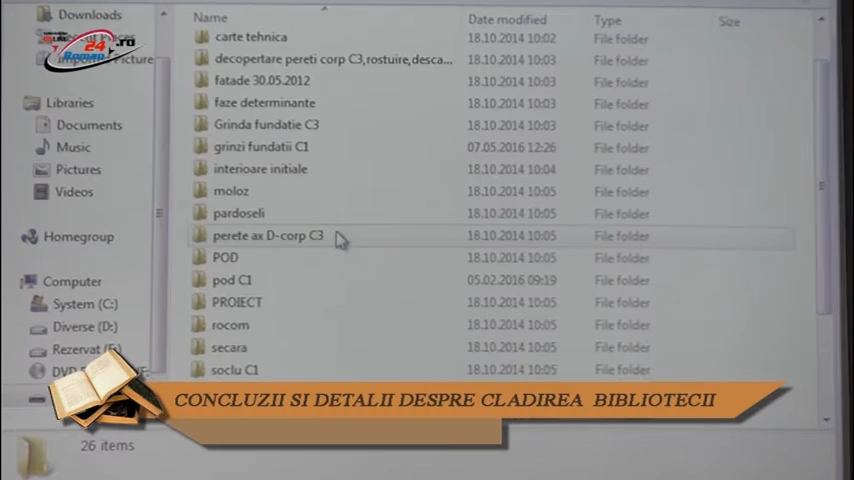 Downloads
Name
Date modified
Type
Size
carte tehnica
18.10.2014 10:02
File folder
24.ro
Roman
decopertare pereti corp C3,rostuire,desca...
18.10.2014 10:05
File folder
fatade 30.05.2012
18.10.2014 10:05
File folder
Libraries
faze determinante
18.10.2014 10:05
File folder
Documents
Grinda fundatie C3
18.10.2014 10:05
File folder
Music
grinzi fundatii C1
07.05.2016 12:26
File folder
Pictures
interioare initiale
18.10.2014 10:04
File folder
Videos
moloz
18.10.2014 10:05
File folder
pardoseli
18.10.2014 10:05
File folder
Homegroup
perete ax D-corp C3
18.10.2014 10:05
File folder
POD
18.10.2014 10:05
File folder
Computer
pod C1
05.02.2016 09:19
File folder
System (C:)
PROIECT
18.10.2014 10:05
File folder
Diverse (D:)
rocom
18.10.2014 10:05
File folder
Rezervat (E:)
secara
18.10.2014 10:05
File folder
soclu C1
18.10.2014 10:05
File folder
CONCLUZII SI DETALII DESPRE CLADIREA BIBLIOTECII
26 items